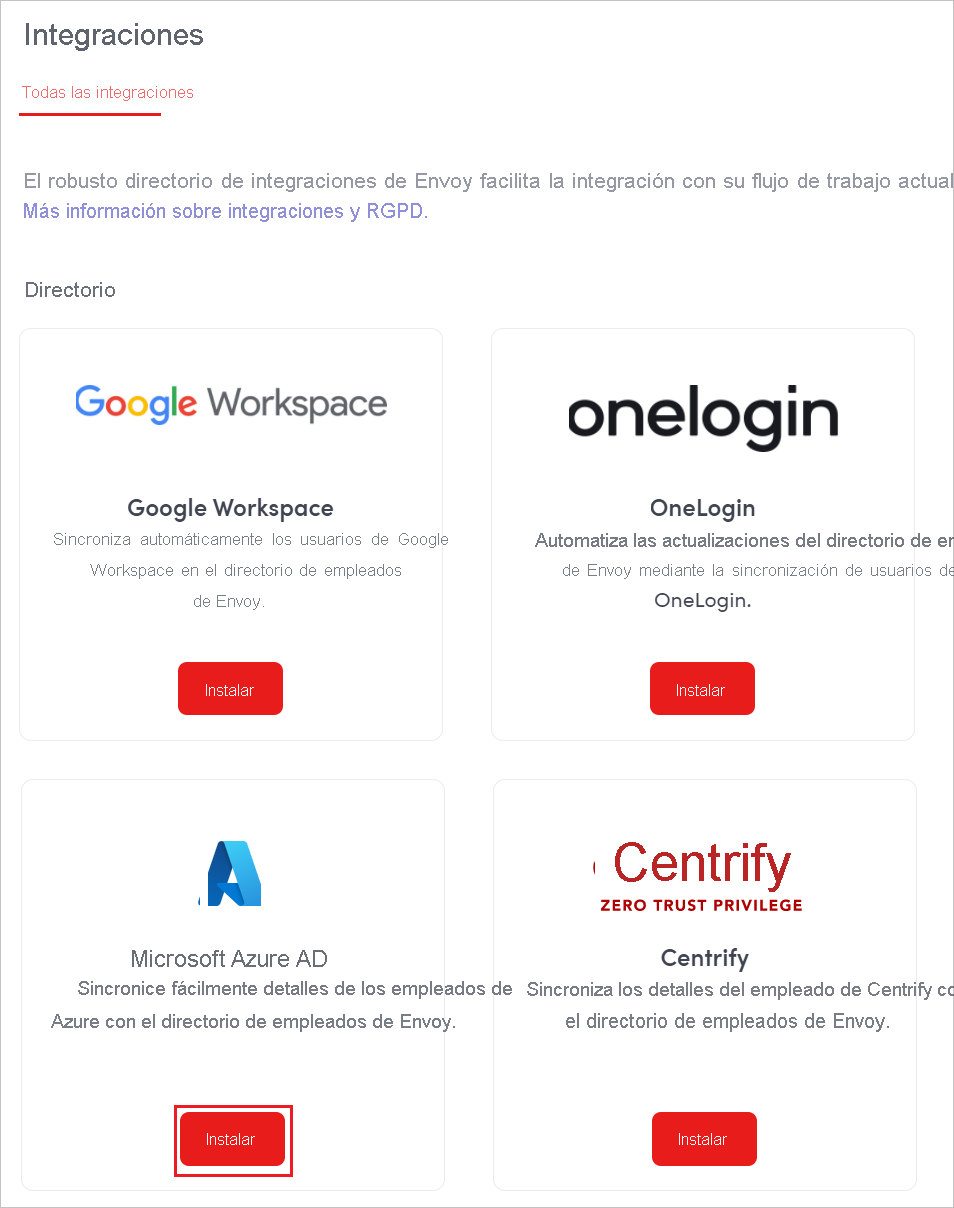 Integraciones
Todas las integraciones
El robusto directorio de integraciones de Envoy facilita la integración con su flujo de trabajo actual
Más información sobre integraciones y RGPD.
Directorio
Google Workspace
Google Workspace
Sincroniza automáticamente los usuarios de Google
Workspace en el directorio de empleados
de Envoy.
Instalar
onelogin
OneLogin
Automatiza las actualizaciones del directorio de
de Envoy mediante la sincronización de usuarios de
OneLogin.
Instalar
Microsoft Azure AD
Sincronice fácilmente detalles de los empleados de
Azure con el directorio de empleados de Envoy.
Instalar
Centrify
ZERO TRUST PRIVILEGE
Centrify
Sincroniza los detalles del empleado de Centrify
el directorio de empleados de Envoy.
Instalar